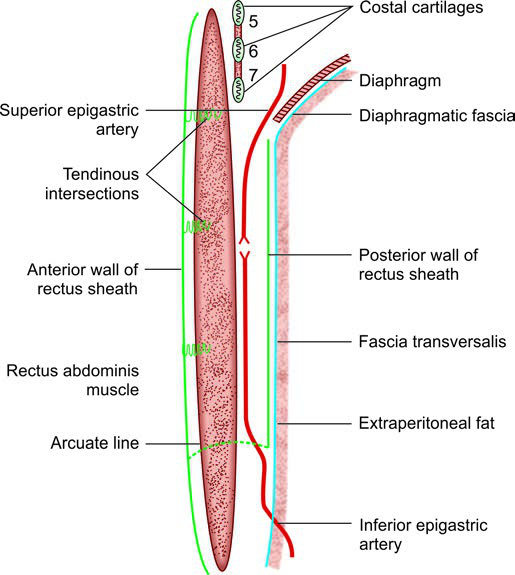 Costal cartilages
5
6
7
Diaphragm
Diaphragmatic fascia
Superior epigastric
artery
Tendinous
intersections
Anterior wall of
rectus sheath
Posterior wall of
rectus sheath
Fascia transversalis
Rectus abdominis
muscle
Extraperitoneal fat
Arcuate line
Inferior epigastric
artery